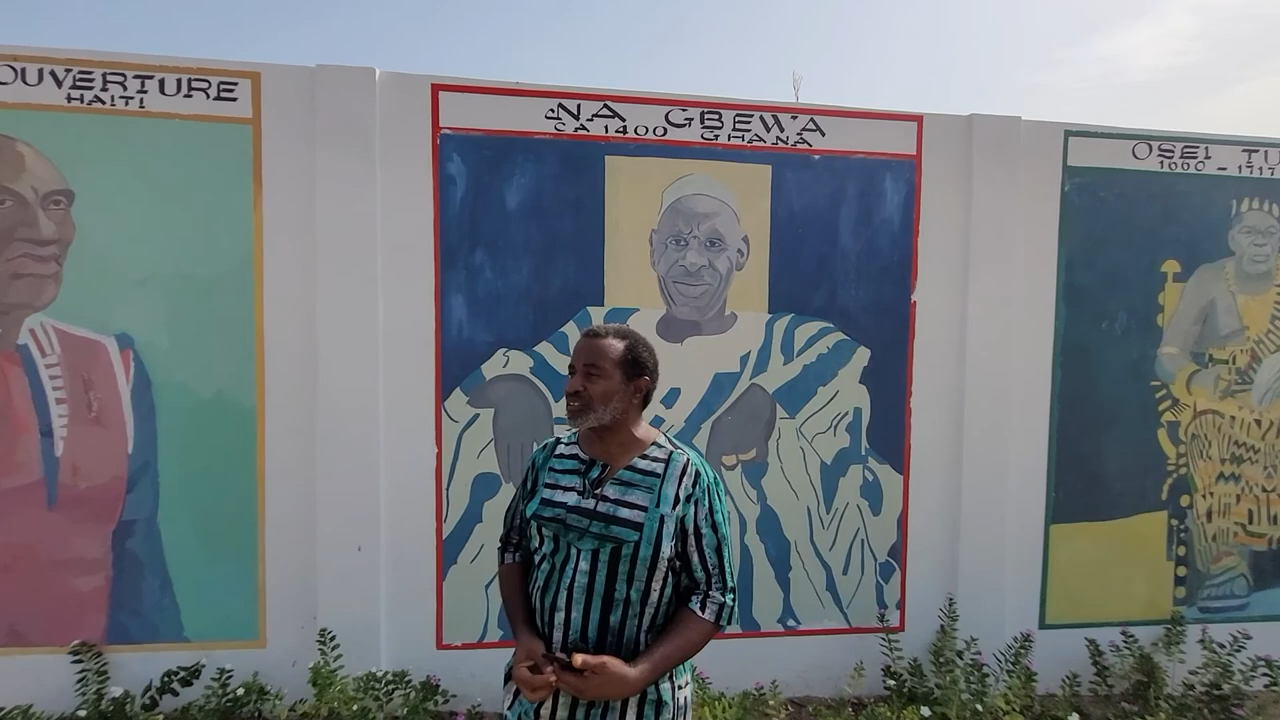 OUVERTURE
HAITI
NA GBEWA
CA 1400 GHANA
OSEI TU
1660 - 1717